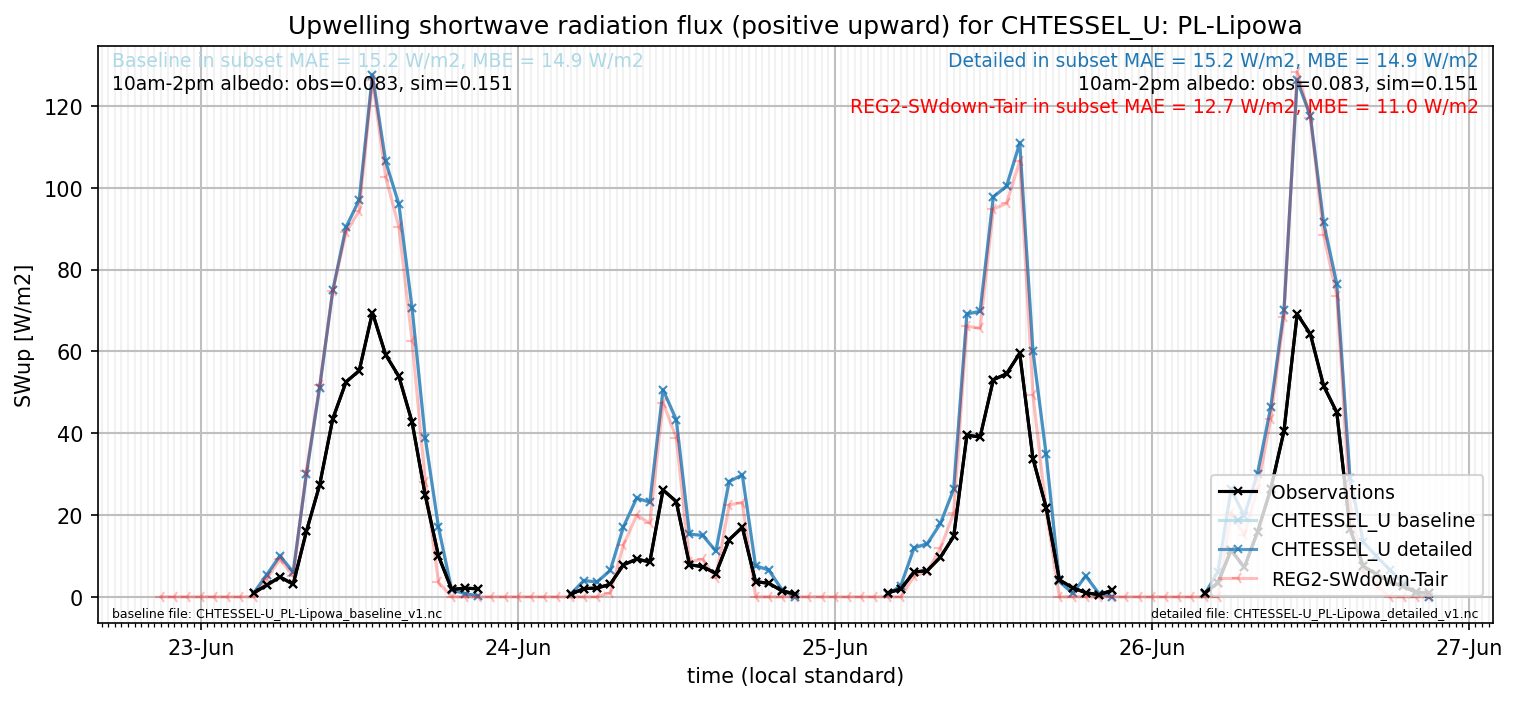 Upwelling shortwave radiation flux (positive upward) for CHTESSEL_U: PL-Lipowa
Baseline in subset MAE = 15.2 W/m2, MBE = 14.9 W/m2
10am-2pm albedo: obs=0.083, sim=0.151
Detailed in subset MAE = 15.2 W/m2, MBE = 14.9 W/m2
10am-2pm albedo: obs=0.083, sim=0.151
REG2-SWdown-Tair in subset MAE = 12.7 W/m2, MBE = 11.0 W/m2
SWup [W/m2]
120
100
80
60
40
20
0
Observations
CHTESSEL_U baseline
CHTESSEL_U detailed
REG2-SWdown-Tair
baseline file: CHTESSEL-U_PL-Lipowa_baseline_v1.nc
detailed file: CHTESSEL-U_PL-Lipowa_detailed_v1.nc
23-Jun
24-Jun
25-Jun
26-Jun
27-Jun
time (local standard)